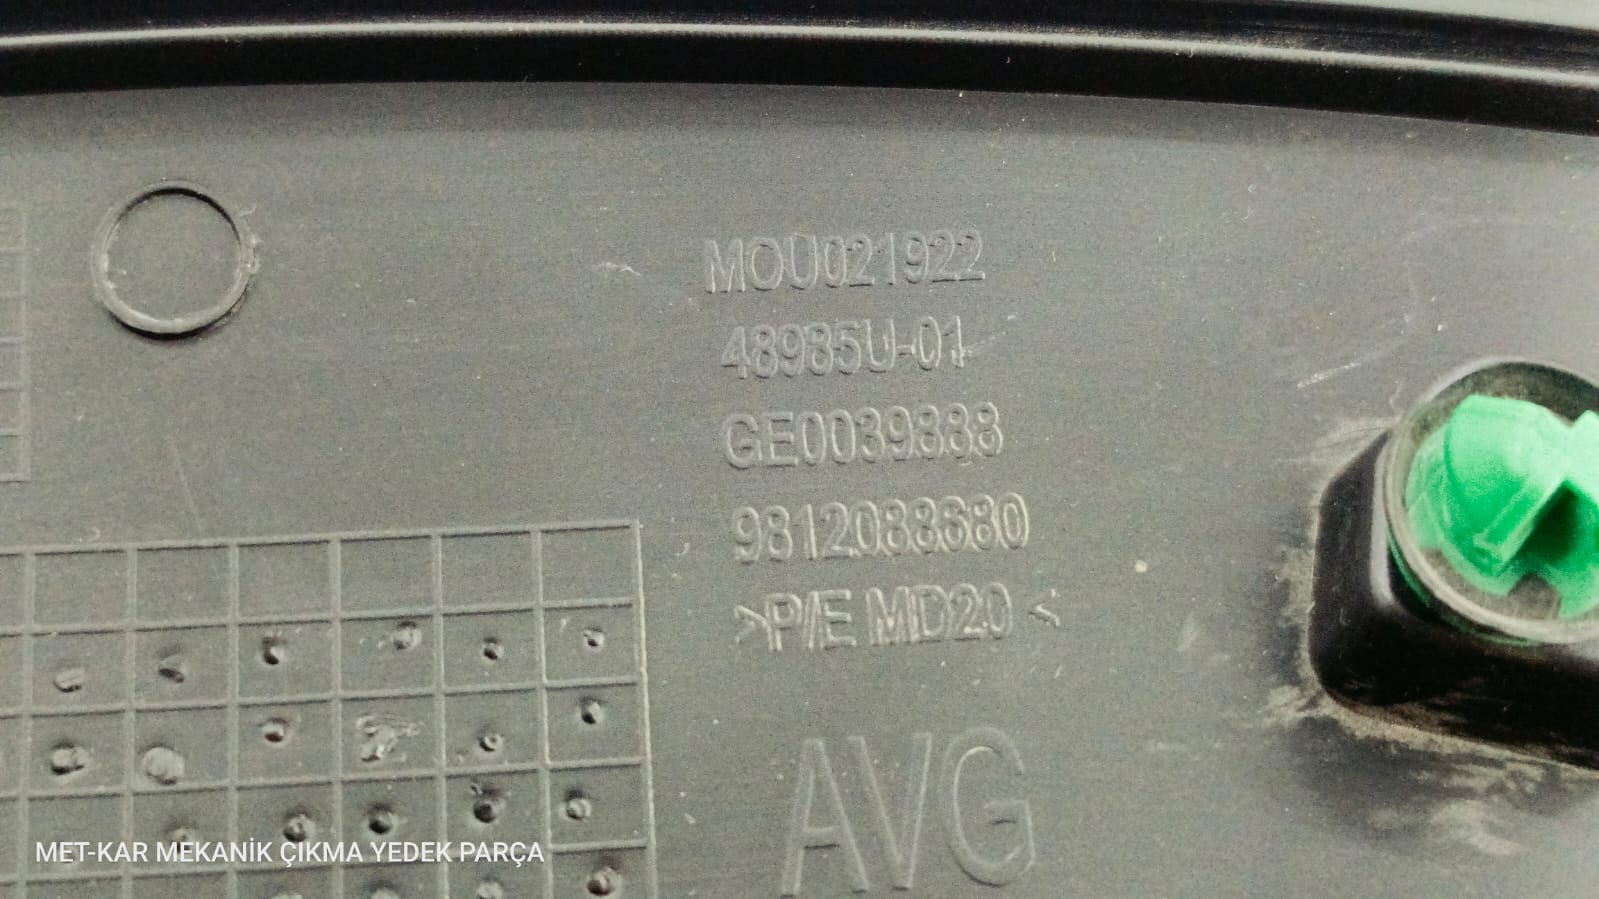 MOU021922
48985U-01
GE0039888
9812088680
>P/E MD20 <
AVG
MET-KAR MEKANİK ÇIKMA YEDEK PARÇA